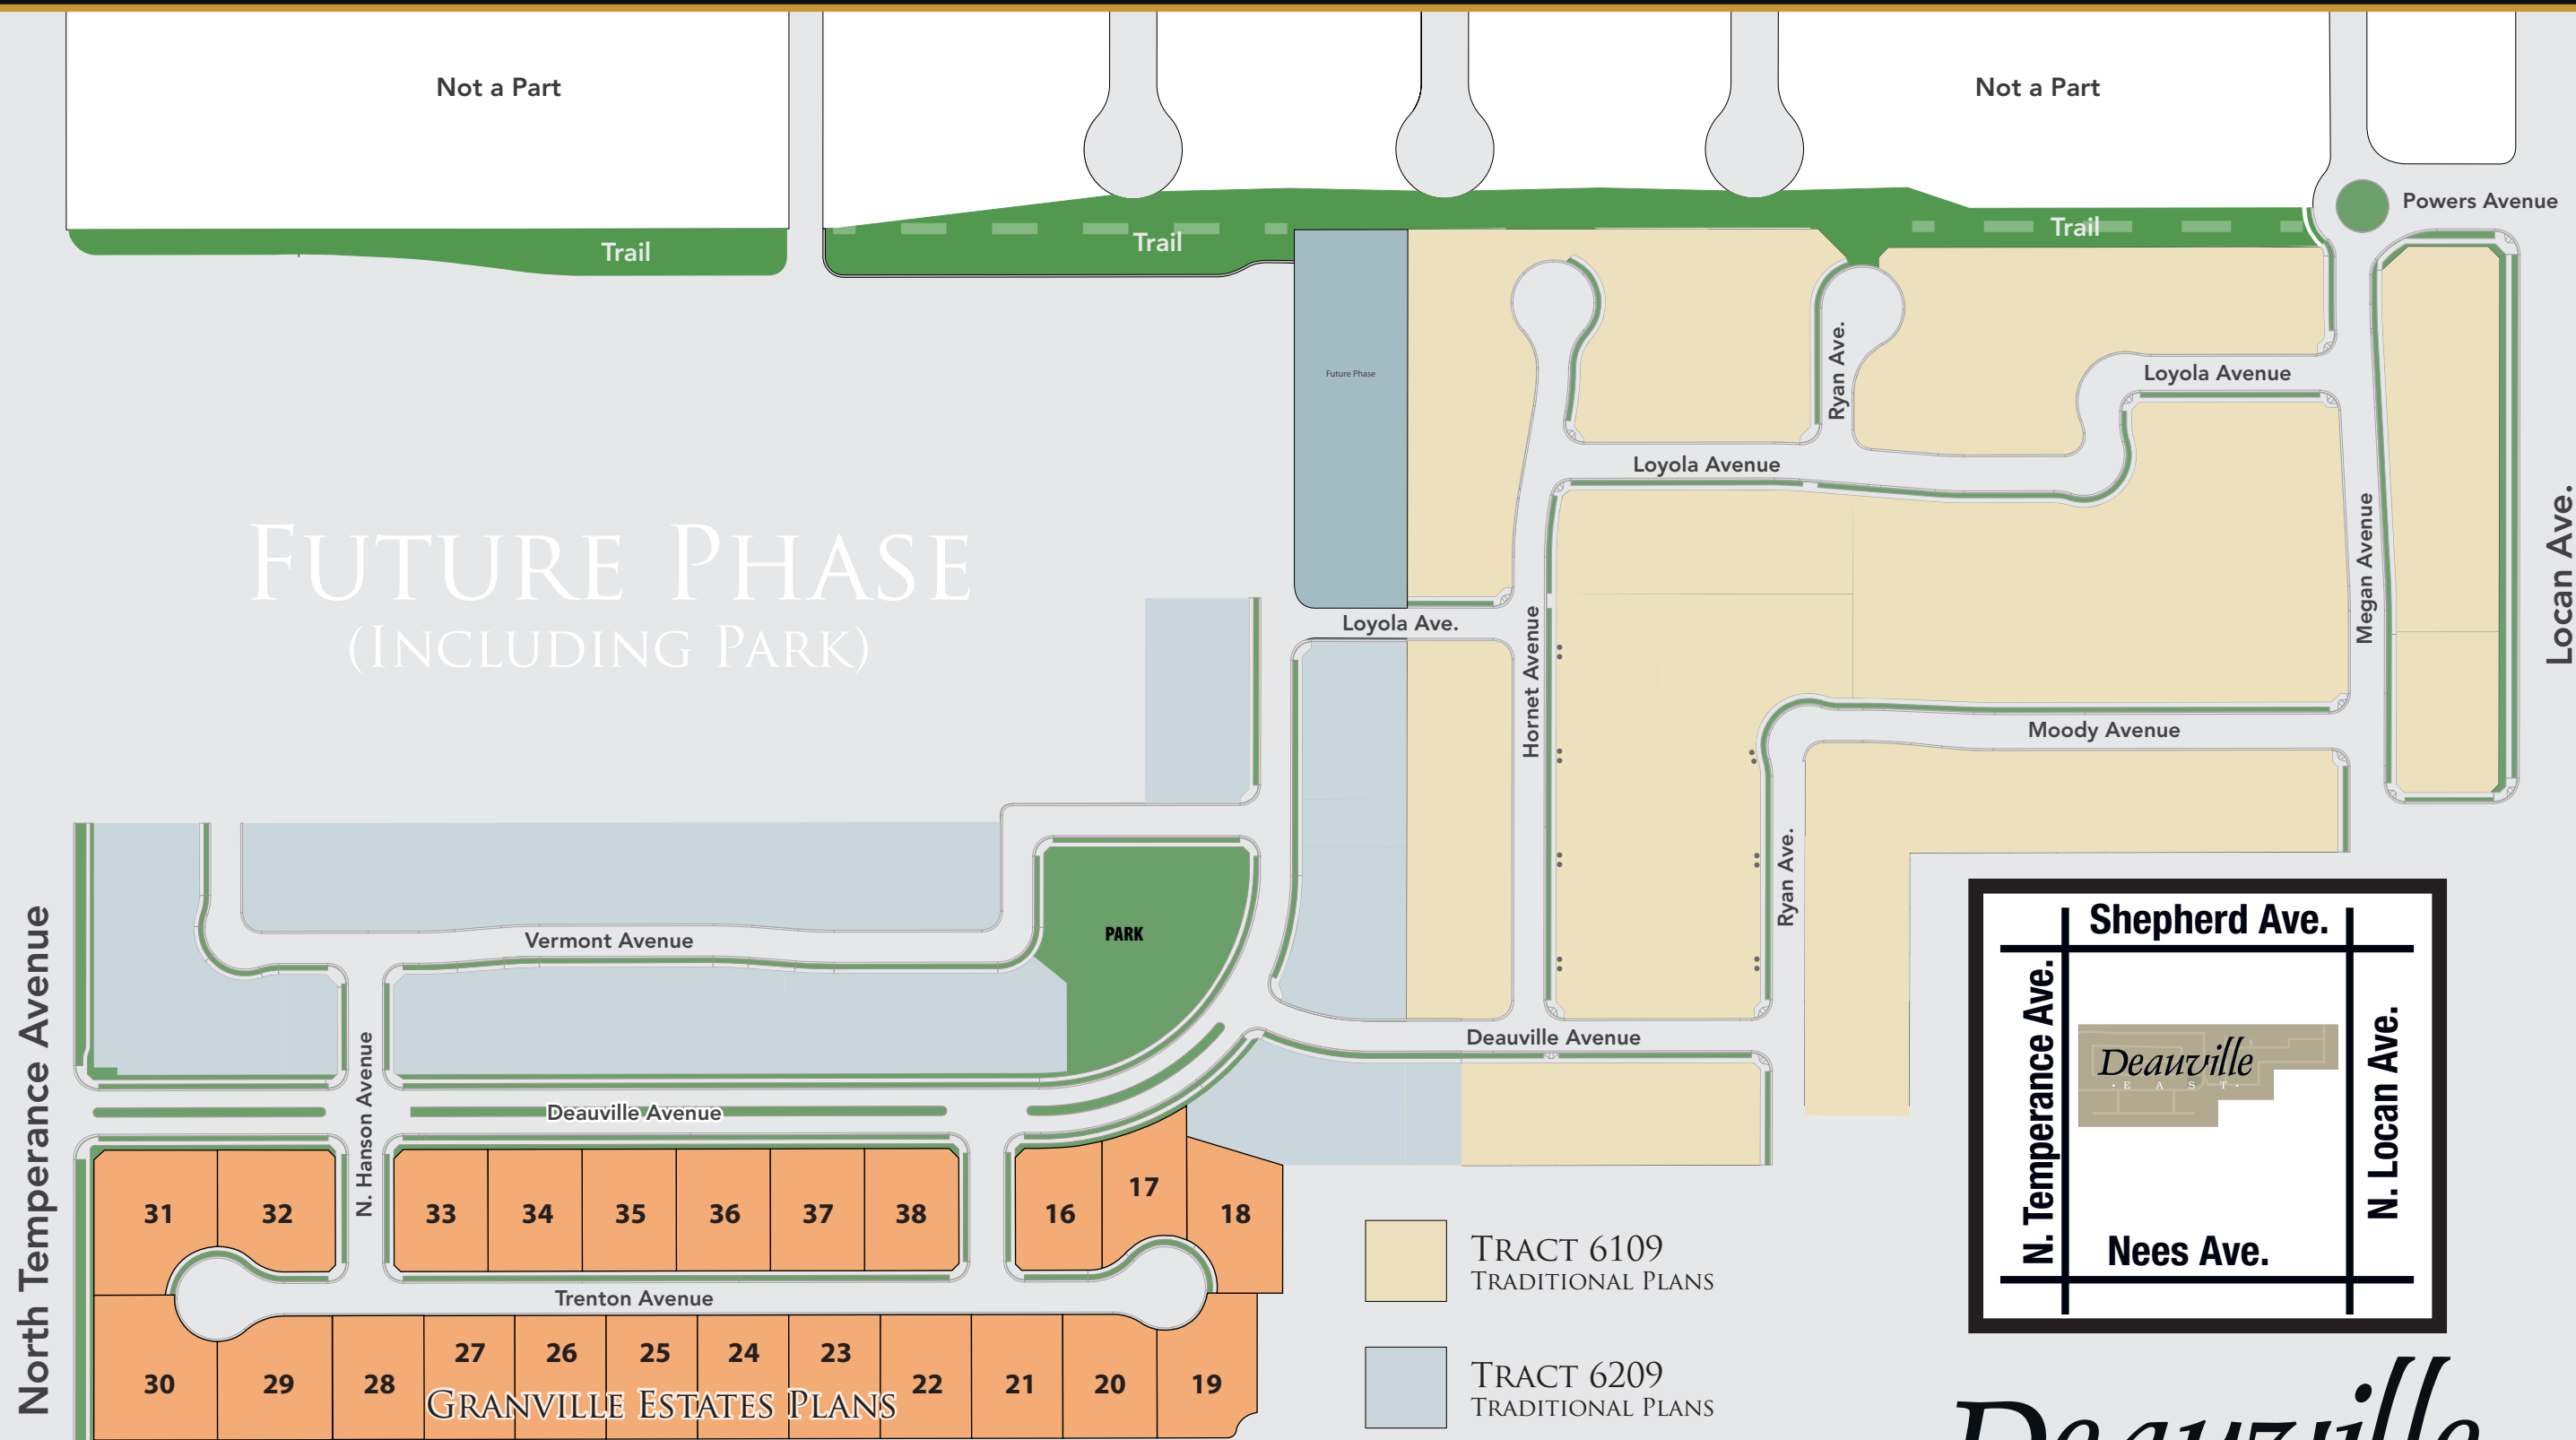 Not a Part
Not a Part
Powers Avenue
Trail
Trail
Trail
Ryan Ave.
Future Phase
Loyola Avenue
Loyola Avenue
Megan Avenue
Locan Ave.
FUTURE PHASE
(INCLUDING PARK)
Loyola Ave.
Hornet Avenue
Moody Avenue
Ryan Ave.
North Temperance Avenue
Vermont Avenue
PARK
N. Hanson Avenue
Deauville Avenue
Deauville Avenue
31 32 33 34 35 36 37 38 16 17 18
Trenton Avenue
30 29 28 27 26 25 24 23 22 21 20 19
GRANVILLE ESTATES PLANS
TRACT 6109
TRADITIONAL PLANS
TRACT 6209
TRADITIONAL PLANS
Shepherd Ave.
N. Temperance Ave.
Deauville
• E A S T •
N. Locan Ave.
Nees Ave.
Deauville